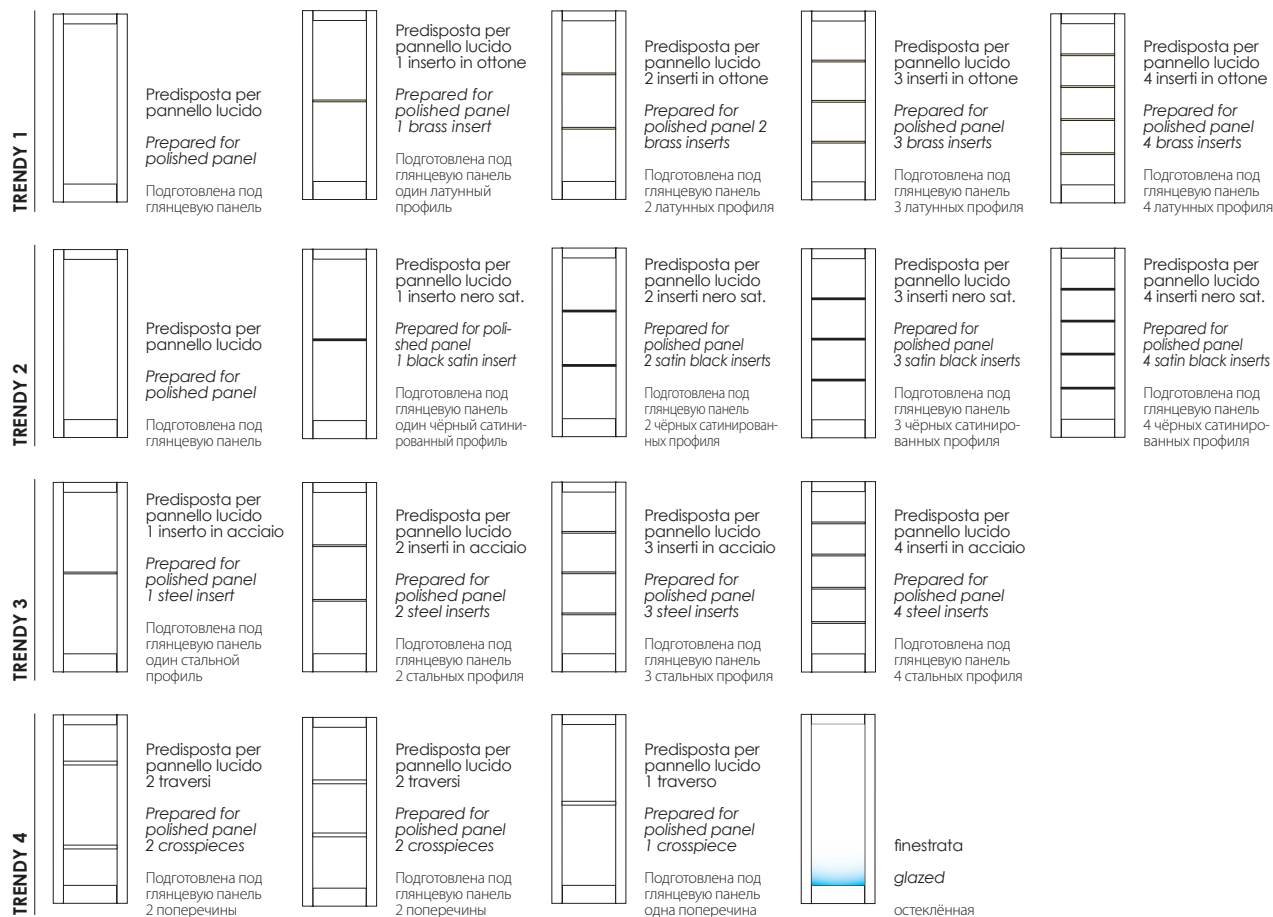 TRENDY 1
Predisposta per
pannello lucido
Prepared for
polished panel
Подготовлена под
глянцевую панель
Predisposta per
pannello lucido
1 inserto in ottone
Prepared for
polished panel
1 brass insert
Подготовлена под
глянцевую панель
один латунный
профиль
Predisposta per
pannello lucido
2 inserti in ottone
Prepared for
polished panel 2
brass inserts
Подготовлена под
глянцевую панель
2 латунных профиля
Predisposta per
pannello lucido
3 inserti in ottone
Prepared for
polished panel
3 brass inserts
Подготовлена под
глянцевую панель
3 латунных профиля
Predisposta per
pannello lucido
4 inserti in ottone
Prepared for
polished panel
4 brass inserts
Подготовлена под
глянцевую панель
4 латунных профиля
TRENDY 2
Predisposta per
pannello lucido
Prepared for
polished panel
Подготовлена под
глянцевую панель
Predisposta per
pannello lucido
1 inserto nero sat.
Prepared for poli-
shed panel
1 black satin insert
Подготовлена под
глянцевую панель
один чёрный сатини-
рованный профиль
Predisposta per
pannello lucido
2 inserti nero sat.
Prepared for
polished panel
2 satin black inserts
Подготовлена под
глянцевую панель
2 чёрных сатинирован-
ных профиля
Predisposta per
pannello lucido
3 inserti nero sat.
Prepared for
polished panel
3 satin black inserts
Подготовлена под
глянцевую панель
3 чёрных сатиниро-
ванных профиля
Predisposta per
pannello lucido
4 inserti nero sat.
Prepared for
polished panel
4 satin black inserts
Подготовлена под
глянцевую панель
4 чёрных сатиниро-
ванных профиля
TRENDY 3
Predisposta per
pannello lucido
1 inserto in acciaio
Prepared for
polished panel
1 steel insert
Подготовлена под
глянцевую панель
один стальной
профиль
Predisposta per
pannello lucido
2 inserti in acciaio
Prepared for
polished panel
2 steel inserts
Подготовлена под
глянцевую панель
2 стальных профиля
Predisposta per
pannello lucido
3 inserti in acciaio
Prepared for
polished panel
3 steel inserts
Подготовлена под
глянцевую панель
3 стальных профиля
Predisposta per
pannello lucido
4 inserti in acciaio
Prepared for
polished panel
4 steel inserts
Подготовлена под
глянцевую панель
4 стальных профиля
TRENDY 4
Predisposta per
pannello lucido
2 traversi
Prepared for
polished panel
2 crosspieces
Подготовлена под
глянцевую панель
2 поперечины
Predisposta per
pannello lucido
2 traversi
Prepared for
polished panel
2 crosspieces
Подготовлена под
глянцевую панель
2 поперечины
Predisposta per
pannello lucido
1 traverso
Prepared for
polished panel
1 crosspiece
Подготовлена под
глянцевую панель
одна поперечина
finestrata
glazed
остеклённая